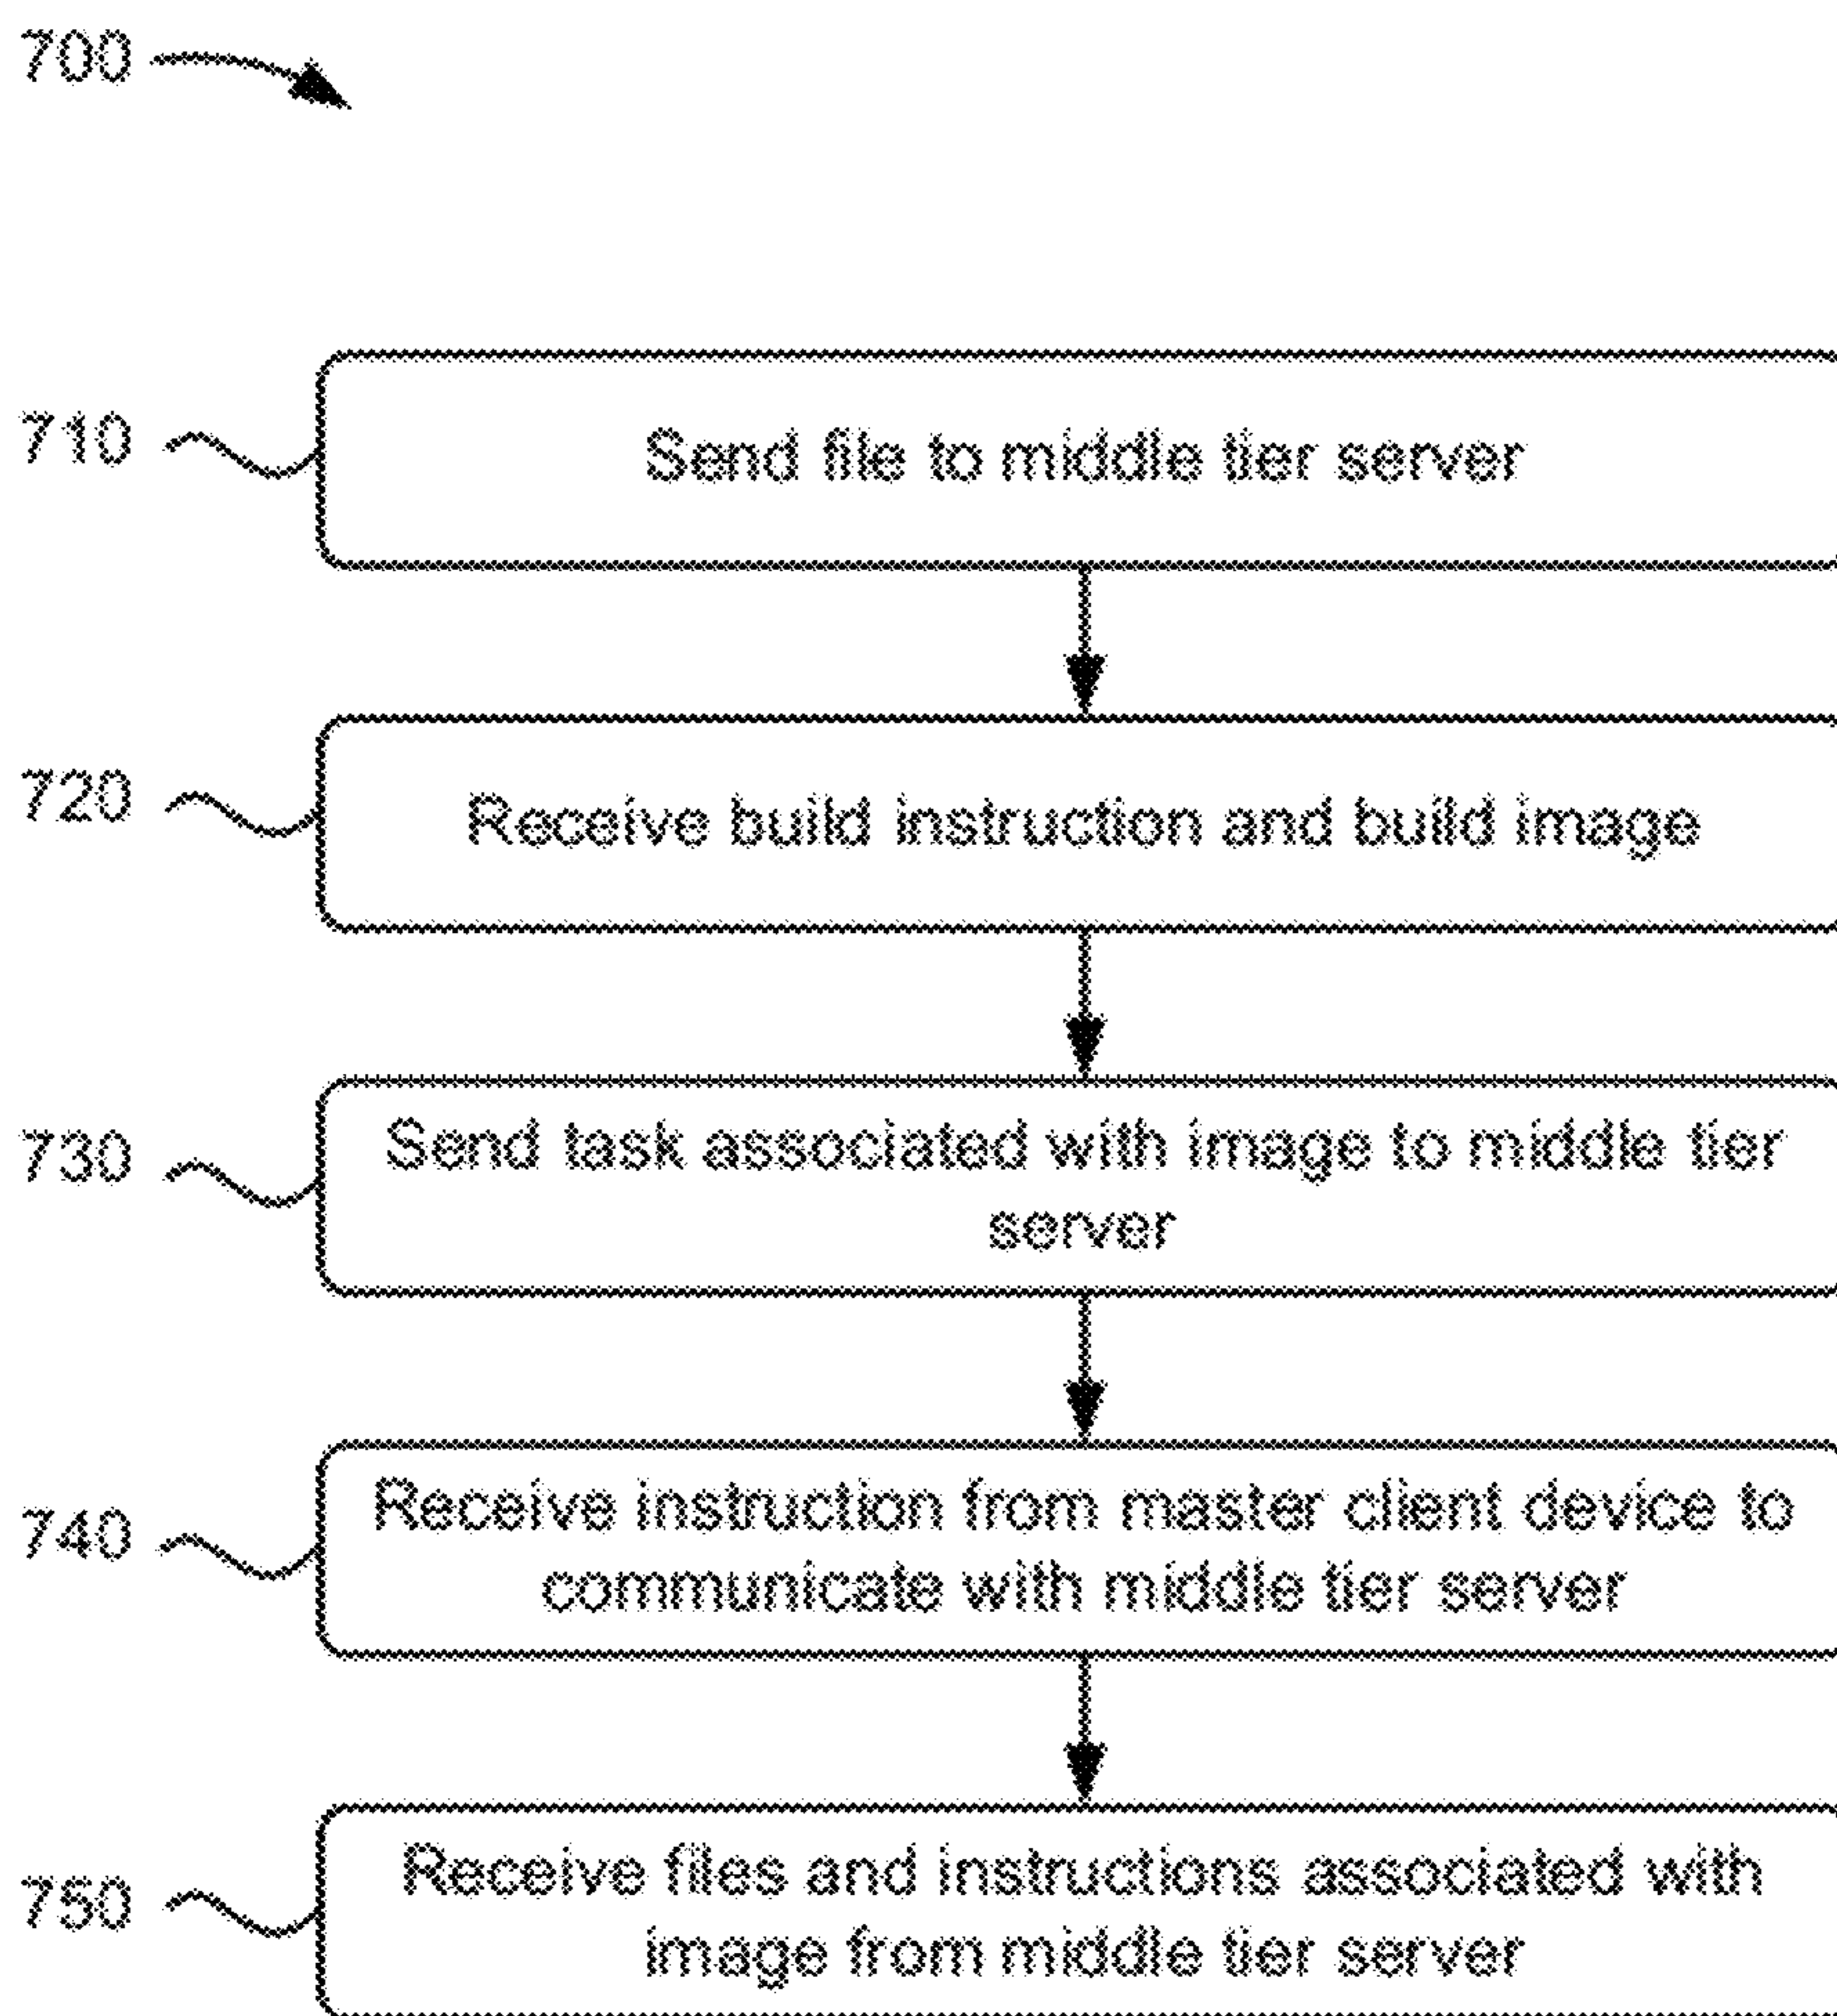 700
710
Send file to middle tier server
720
Receive build instruction and build image
730
Send task associated with image to middle tier
server
740
Receive instruction from master client device to
communicate with middle tier server
750
Receive files and instructions associated with
image from middle tier server